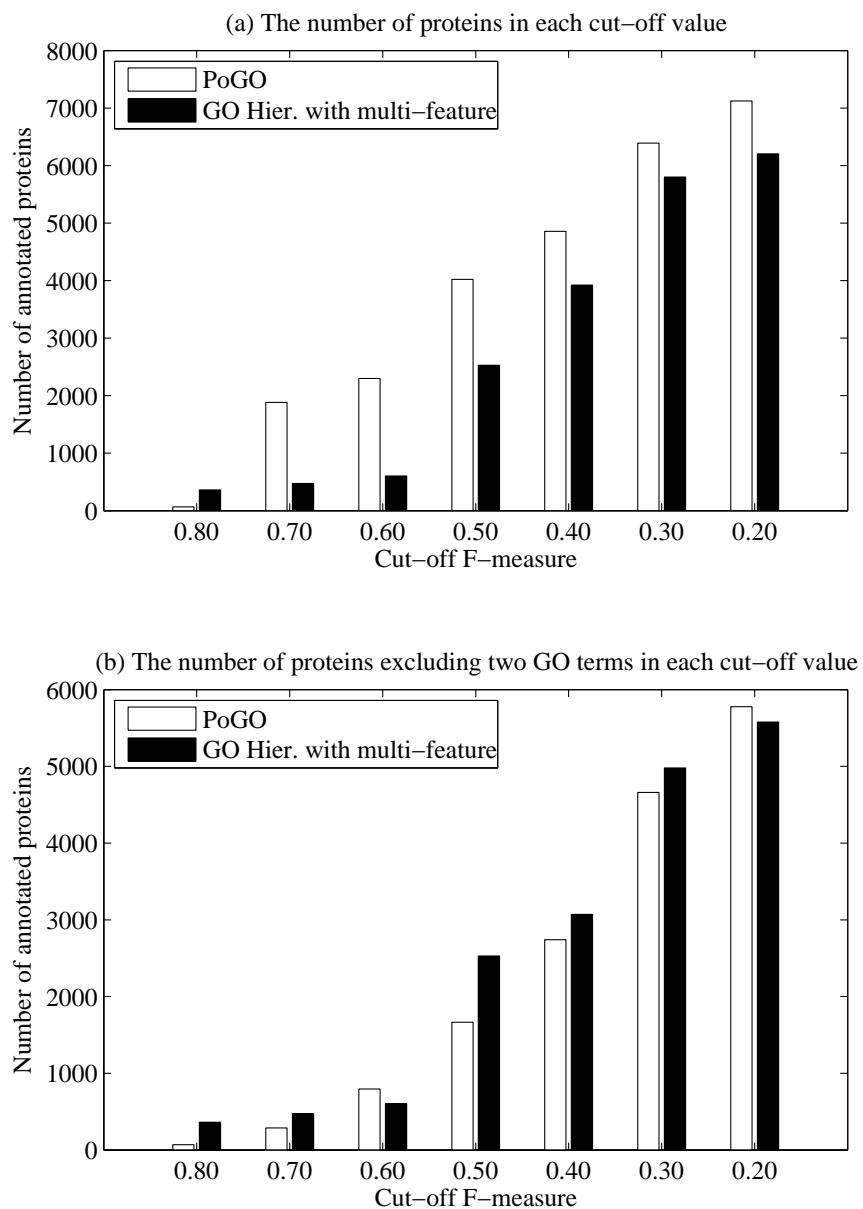 (a) The number of proteins in each cut−off value
8000
7000
6000
5000
4000
3000
2000
1000
0
Number of annotated proteins
PoGO
GO Hier. with multi−feature
0.80 0.70 0.60 0.50 0.40 0.30 0.20
Cut−off F−measure
(b) The number of proteins excluding two GO terms in each cut−off value
6000
5000
4000
3000
2000
1000
0
Number of annotated proteins
PoGO
GO Hier. with multi−feature
0.80 0.70 0.60 0.50 0.40 0.30 0.20
Cut−off F−measure